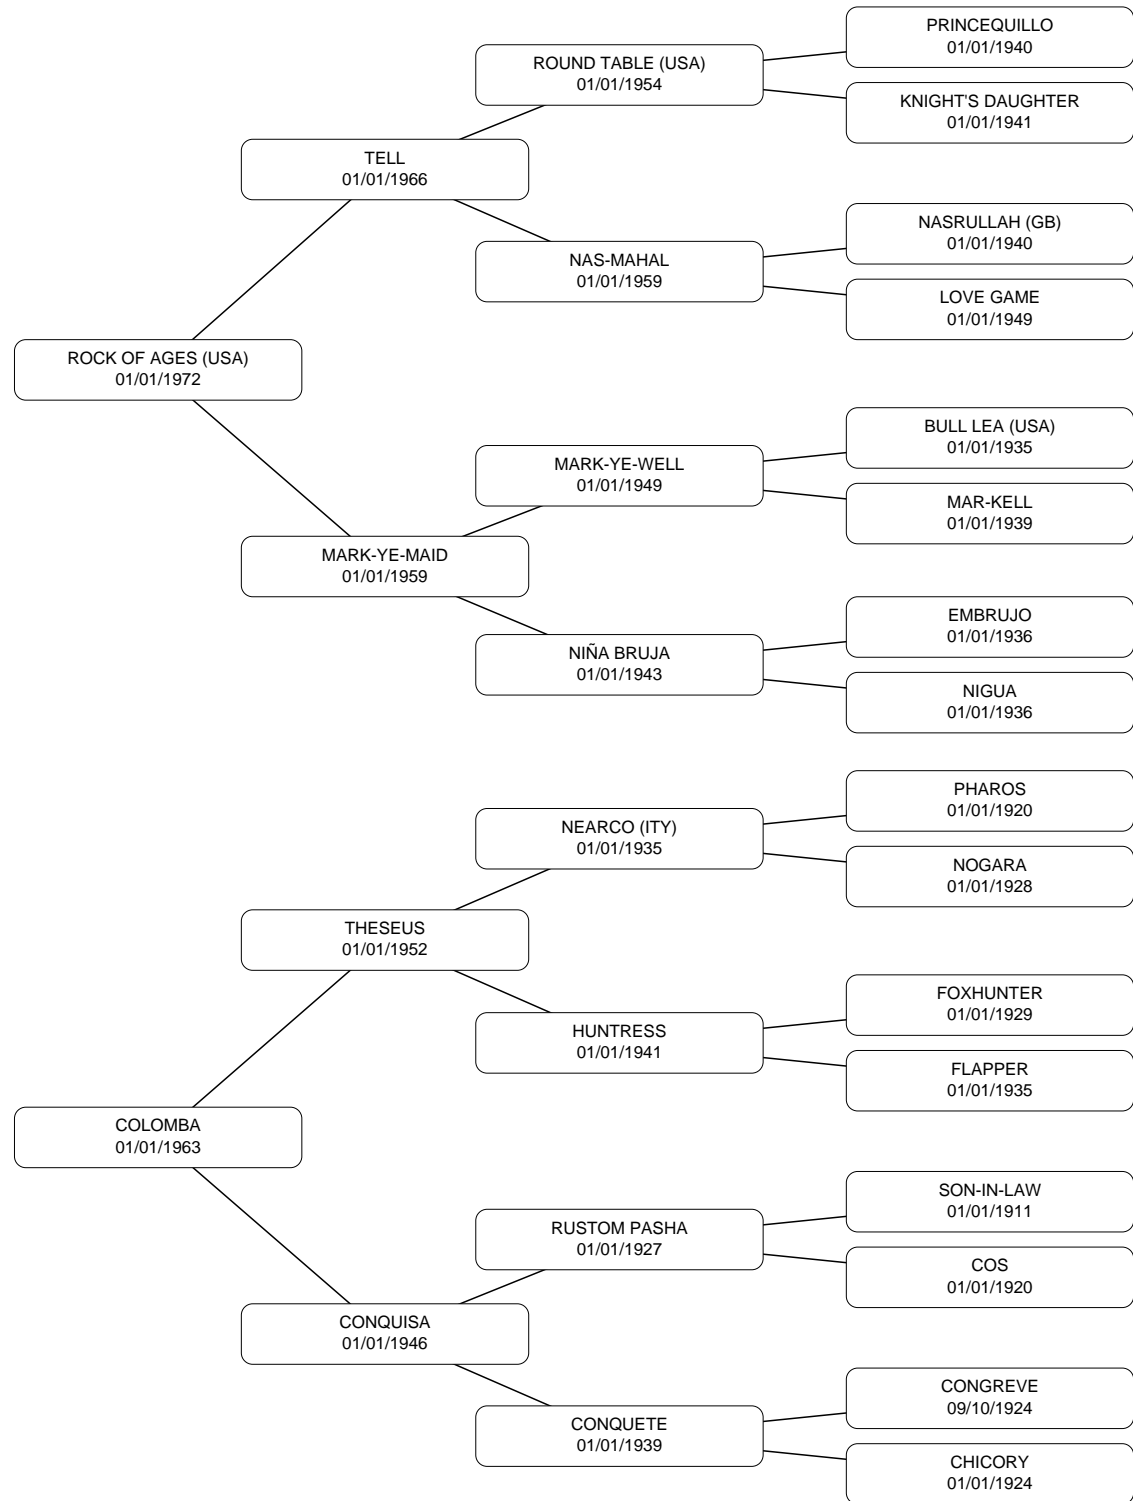 PRINCEQUILLO
01/01/1940
ROUND TABLE (USA)
01/01/1954
KNIGHT'S DAUGHTER
01/01/1941
TELL
01/01/1966
NASRULLAH (GB)
01/01/1940
NAS-MAHAL
01/01/1959
LOVE GAME
01/01/1949
ROCK OF AGES (USA)
01/01/1972
BULL LEA (USA)
01/01/1935
MARK-YE-WELL
01/01/1949
MAR-KELL
01/01/1939
MARK-YE-MAID
01/01/1959
EMBRUJO
01/01/1936
NIÑA BRUJA
01/01/1943
NIGUA
01/01/1936
PHAROS
01/01/1920
NEARCO (ITY)
01/01/1935
NOGARA
01/01/1928
THESEUS
01/01/1952
FOXHUNTER
01/01/1929
HUNTRESS
01/01/1941
FLAPPER
01/01/1935
COLOMBA
01/01/1963
SON-IN-LAW
01/01/1911
RUSTOM PASHA
01/01/1927
COS
01/01/1920
CONQUISA
01/01/1946
CONGREVE
09/10/1924
CONQUETE
01/01/1939
CHICORY
01/01/1924